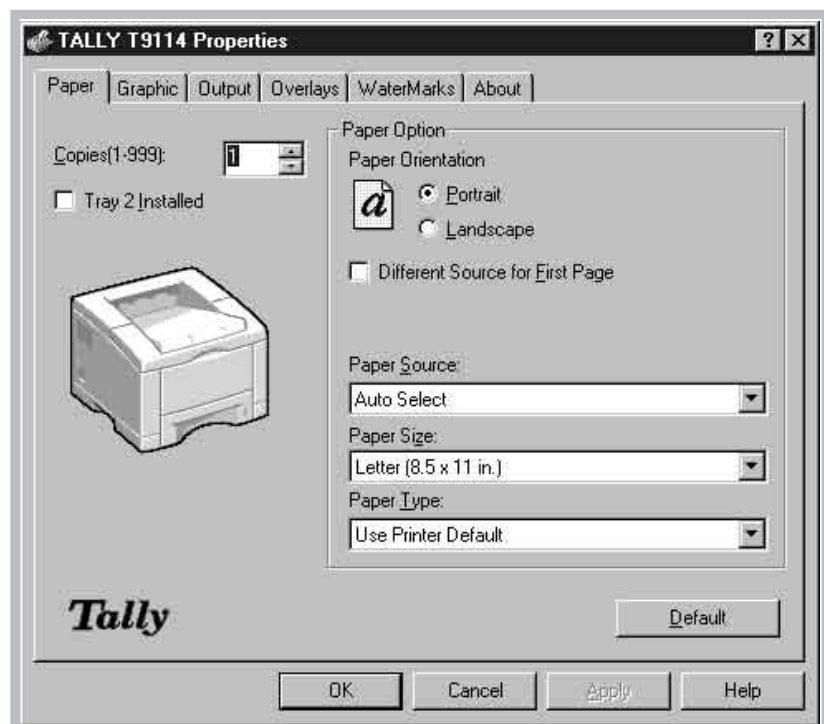 TALLY T9114 Properties
Paper Graphic Output Overlays WaterMarks About
Copies(1-999): 1
Tray 2 Installed
Paper Option
Paper Orientation
a
Portrait
Landscape
Different Source for First Page
Paper Source:
Auto Select
Paper Size:
Letter (8.5 x 11 in.)
Paper Type:
Use Printer Default
Tally
Default
OK Cancel Apply Help